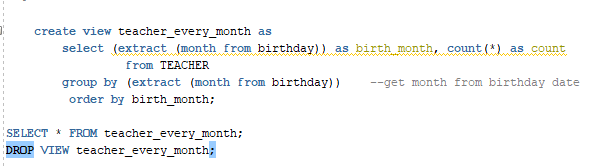 create view teacher_every_month as
select (extract (month from birthday)) as birth_month, count(*) as count
from TEACHER
group by (extract (month from birthday)) --get month from birthday date
order by birth_month;
SELECT * FROM teacher_every_month;
DROP VIEW teacher_every_month;